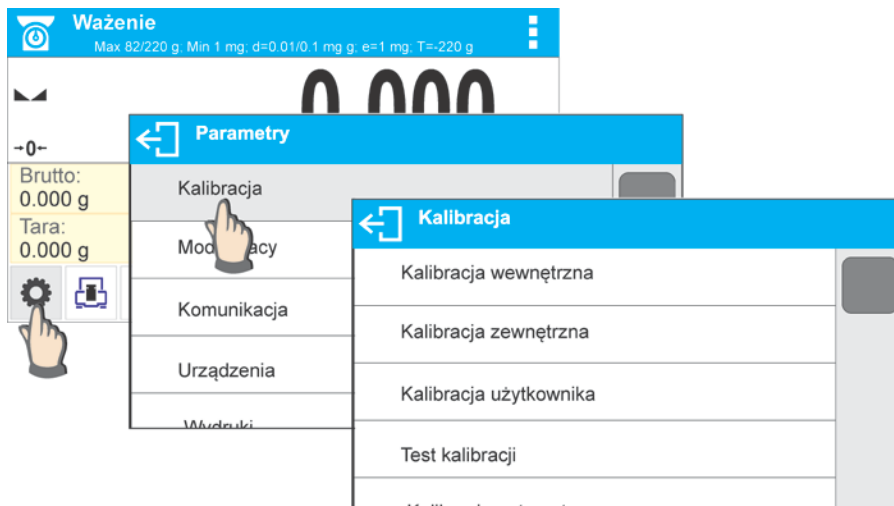 Ważenie
Max 82/220 g; Min 1 mg; d=0.01/0.1 mg g; e=1 mg; T=-220 g
0.000
→0←
Brutto:
0.000 g
Tara:
0.000 g
Parametry
Kalibracja
Komunikacja
Urządzenia
Wydruki
Kalibracja
Kalibracja wewnętrzna
Kalibracja zewnętrzna
Kalibracja użytkownika
Test kalibracji